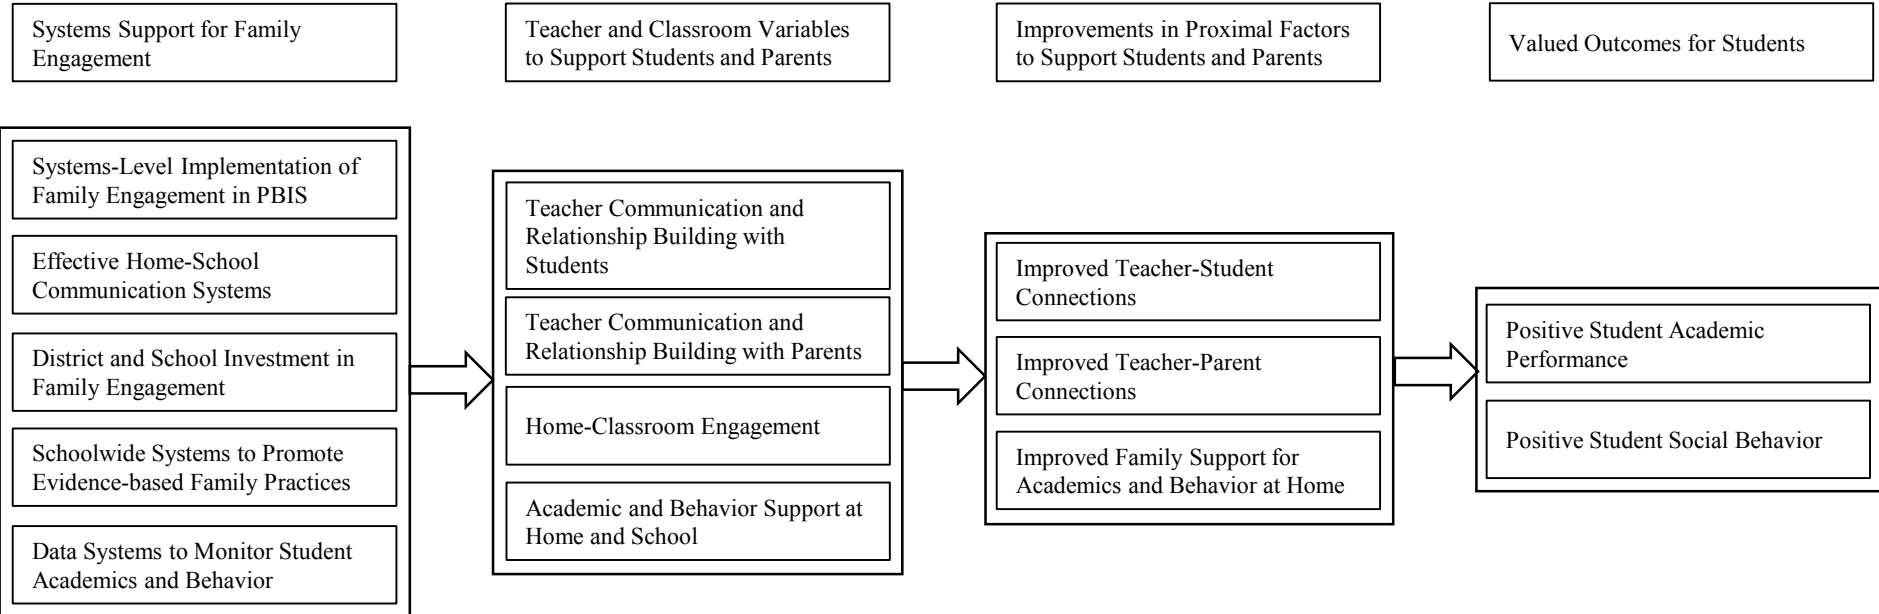 Systems Support for Family
Engagement
Teacher and Classroom Variables
to Support Students and Parents
Improvements in Proximal Factors
to Support Students and Parents
Valued Outcomes for Students
Systems-Level Implementation of
Family Engagement in PBIS
Effective Home-School
Communication Systems
District and School Investment in
Family Engagement
Schoolwide Systems to Promote
Evidence-based Family Practices
Data Systems to Monitor Student
Academics and Behavior
Teacher Communication and
Relationship Building with
Students
Teacher Communication and
Relationship Building with Parents
Home-Classroom Engagement
Academic and Behavior Support at
Home and School
Improved Teacher-Student
Connections
Improved Teacher-Parent
Connections
Improved Family Support for
Academics and Behavior at Home
Positive Student Academic
Performance
Positive Student Social Behavior